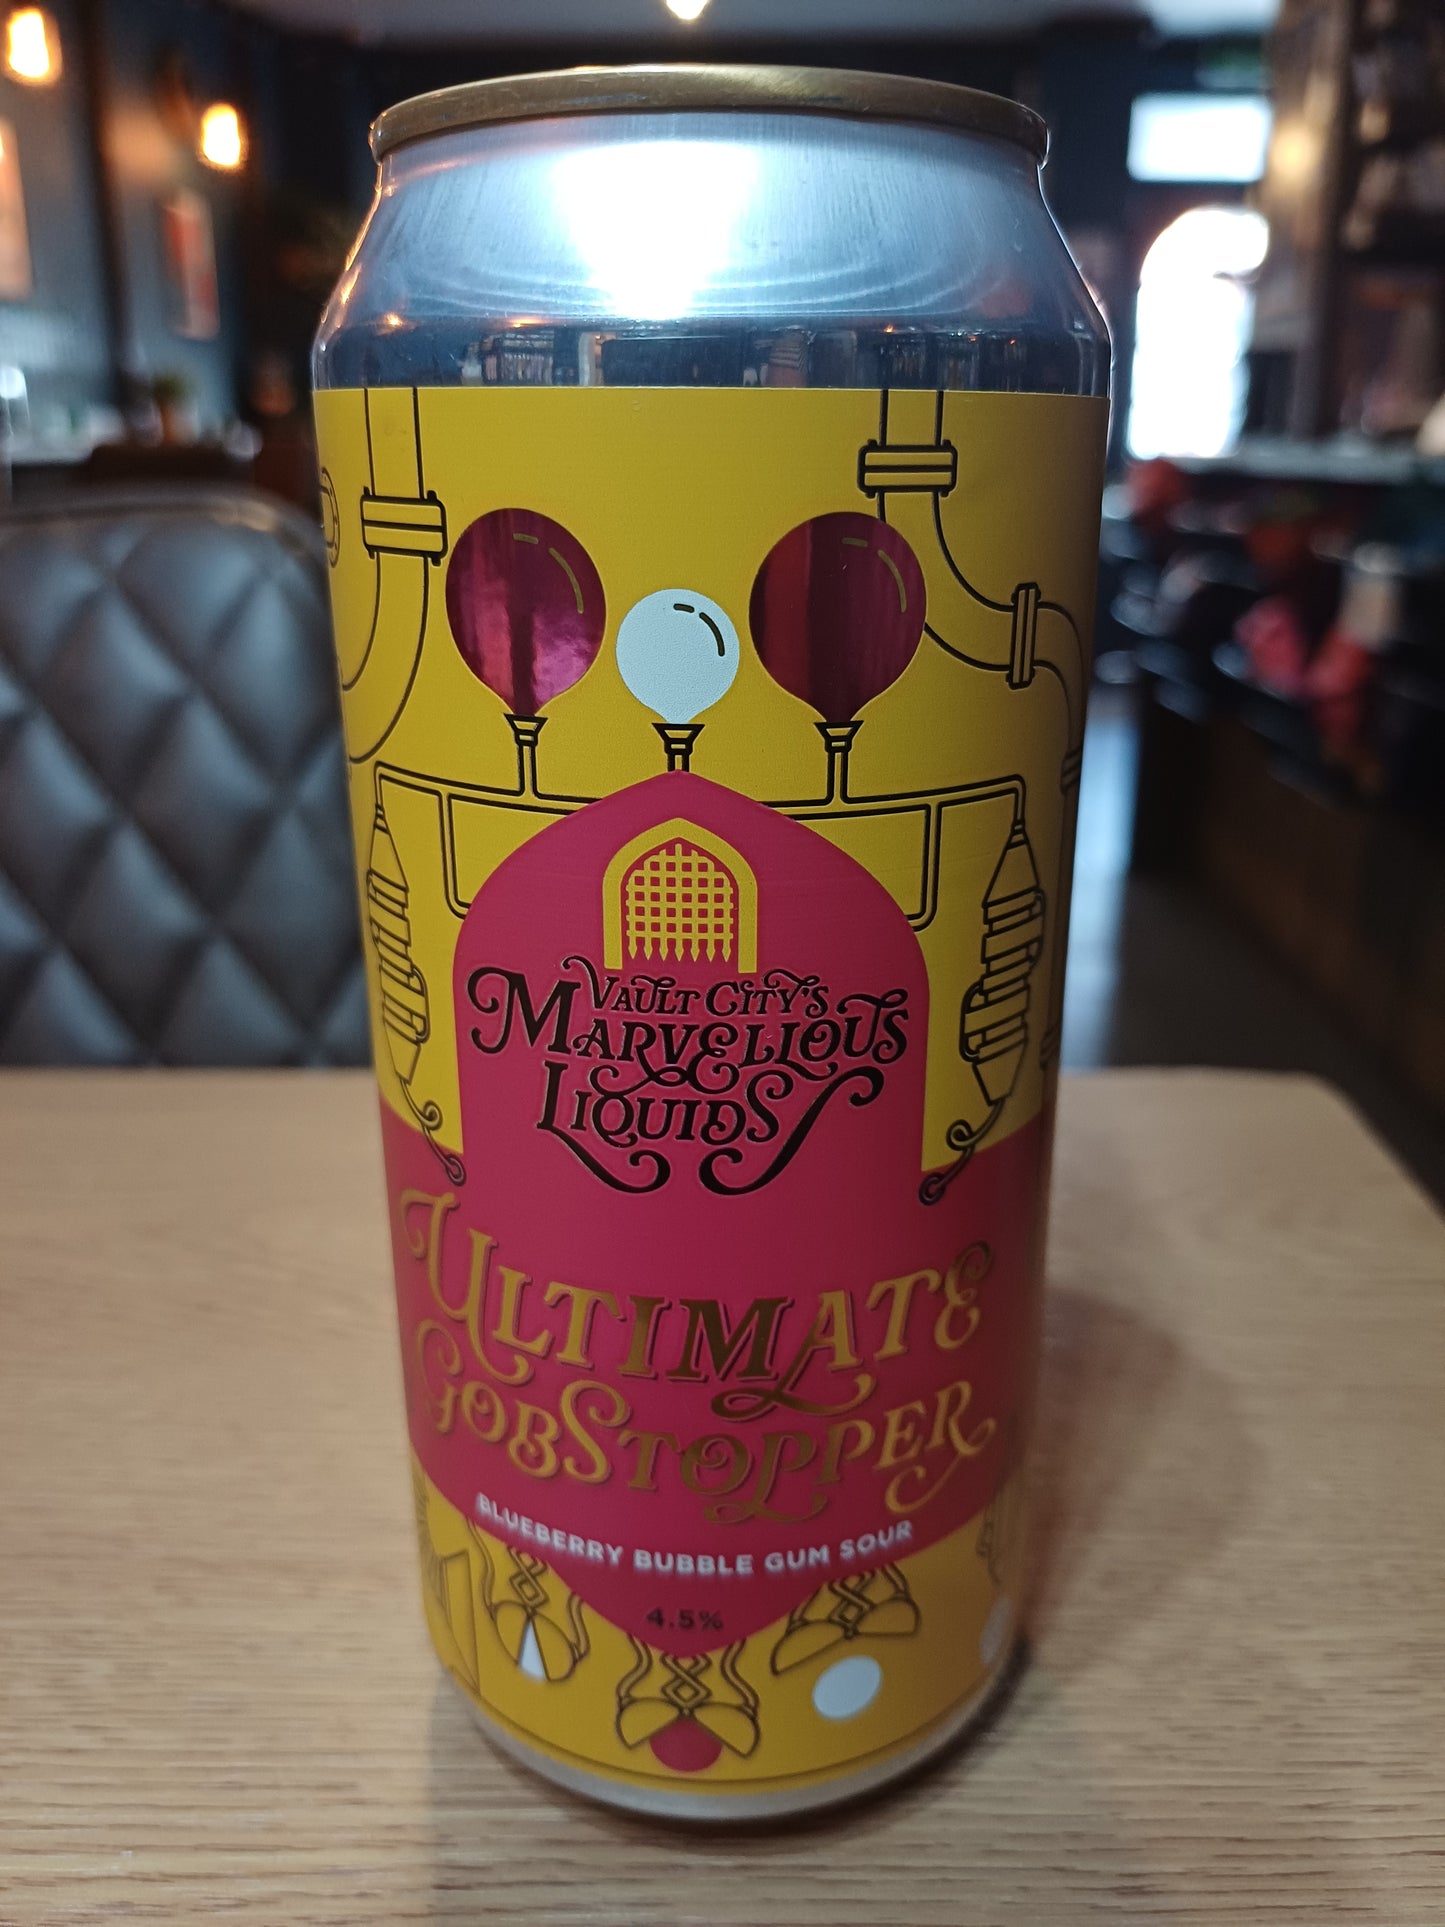 Vault City's
Marvellous
Liquids
Ultimate
Gobstopper
BLUEBERRY BUBBLE GUM SOUR
4.5%